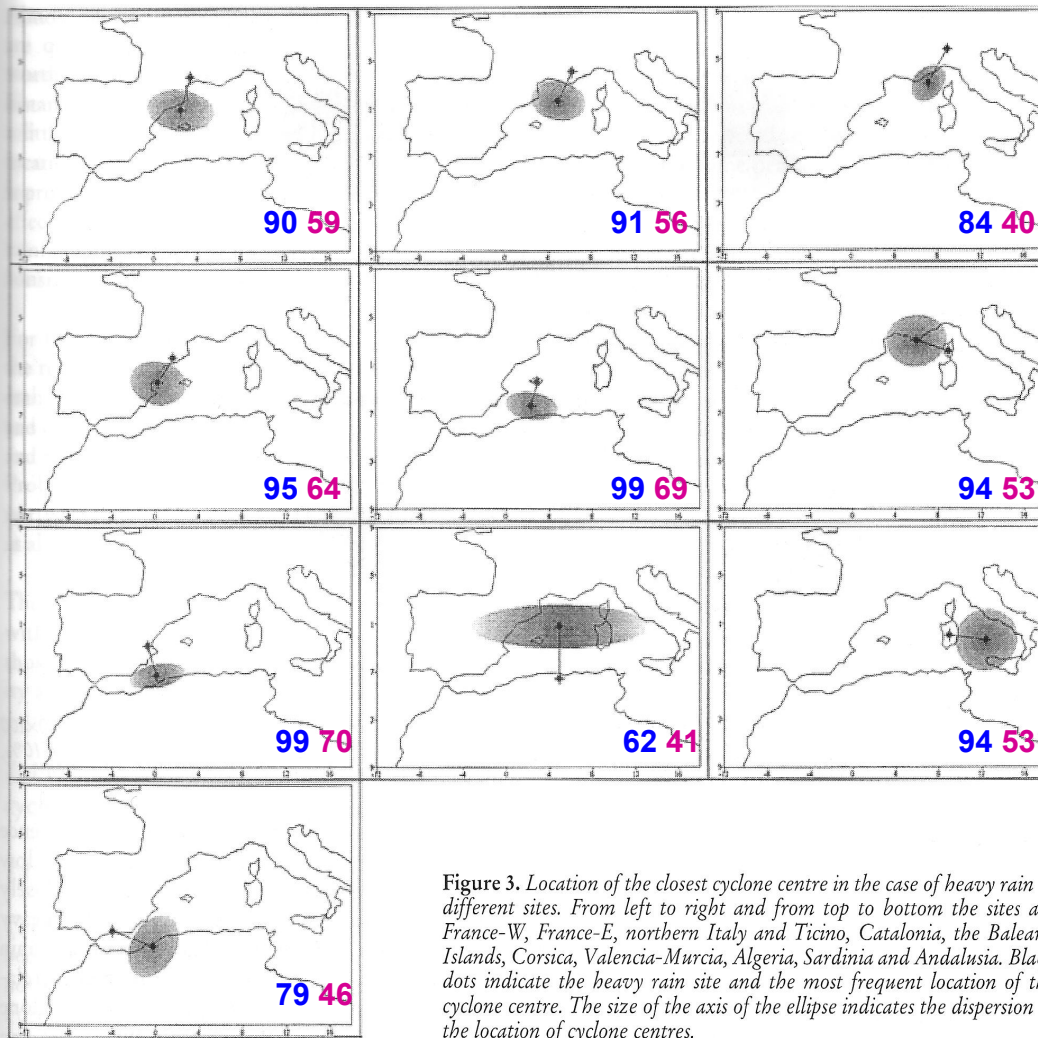 90 59
91 56
84 40
95 64
99 69
94 53
99 70
62 41
94 53
79 46
Figure 3. Location of the closest cyclone centre in the case of heavy rain
different sites. From left to right and from top to bottom the sites a
France-W, France-E, northern Italy and Ticino, Catalonia, the Balear
Islands, Corsica, Valencia-Murcia, Algeria, Sardinia and Andalusia. Blac
dots indicate the heavy rain site and the most frequent location of th
cyclone centre. The size of the axis of the ellipse indicates the dispersion
the location of cyclone centres.